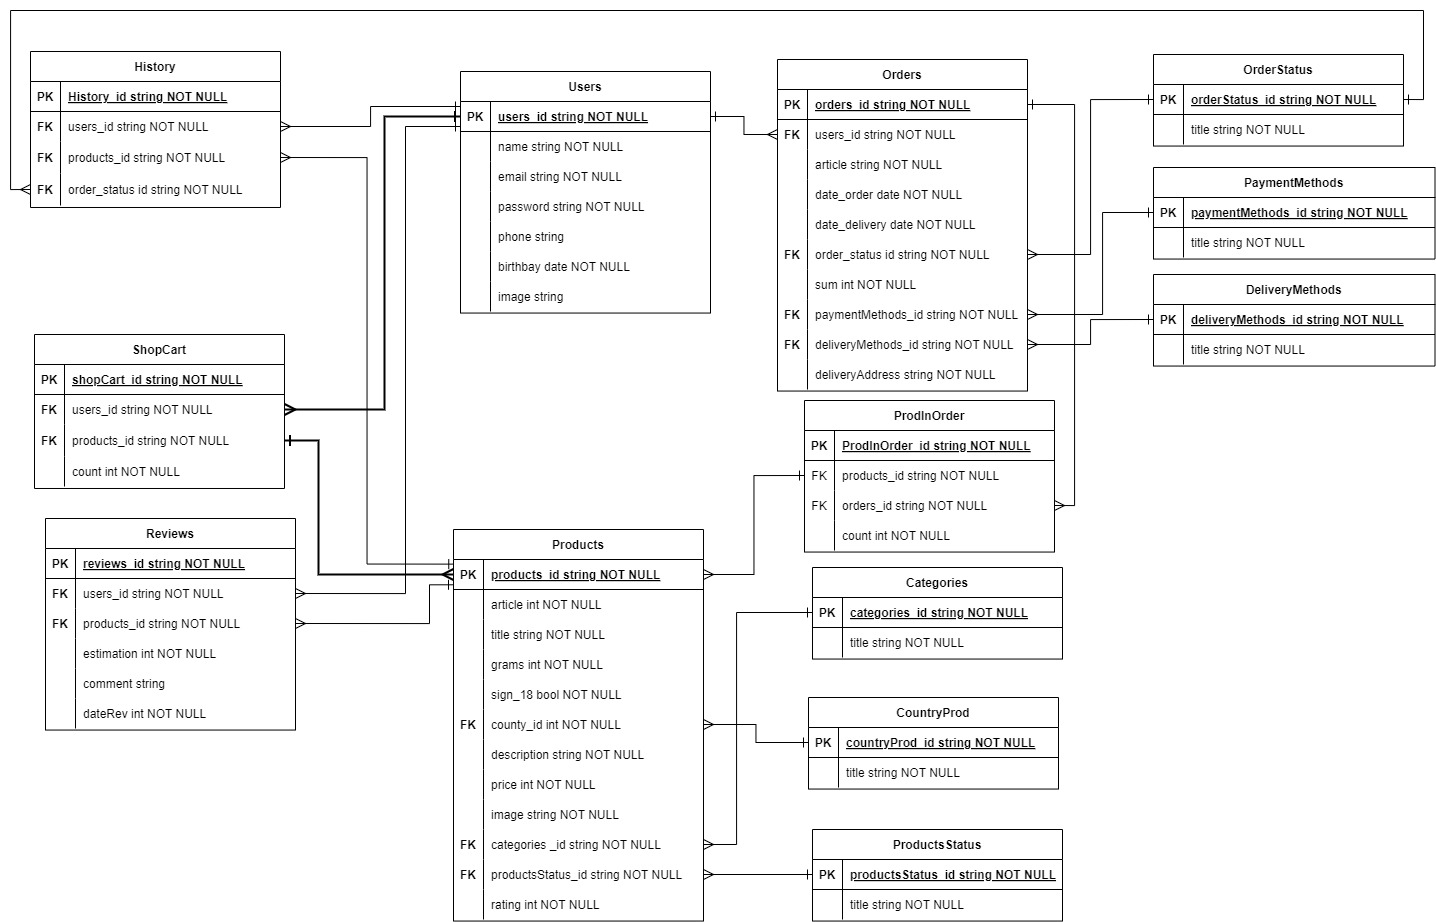 History
PK History_id string NOT NULL
FK users_id string NOT NULL
FK products_id string NOT NULL
FK order_status id string NOT NULL
Users
PK users_id string NOT NULL
name string NOT NULL
email string NOT NULL
password string NOT NULL
phone string
birthbay date NOT NULL
image string
Orders
PK orders_id string NOT NULL
FK users_id string NOT NULL
article string NOT NULL
date_order date NOT NULL
date_delivery date NOT NULL
FK order_status id string NOT NULL
sum int NOT NULL
FK paymentMethods_id string NOT NULL
FK deliveryMethods_id string NOT NULL
deliveryAddress string NOT NULL
OrderStatus
PK orderStatus_id string NOT NULL
title string NOT NULL
PaymentMethods
PK paymentMethods_id string NOT NULL
title string NOT NULL
DeliveryMethods
PK deliveryMethods_id string NOT NULL
title string NOT NULL
ShopCart
PK shopCart_id string NOT NULL
FK users_id string NOT NULL
FK products_id string NOT NULL
count int NOT NULL
ProdInOrder
PK ProdInOrder_id string NOT NULL
FK products_id string NOT NULL
FK orders_id string NOT NULL
count int NOT NULL
Reviews
PK reviews_id string NOT NULL
FK users_id string NOT NULL
FK products_id string NOT NULL
estimation int NOT NULL
comment string
dateRev int NOT NULL
Products
PK products_id string NOT NULL
article int NOT NULL
title string NOT NULL
grams int NOT NULL
sign_18 bool NOT NULL
FK county_id int NOT NULL
description string NOT NULL
price int NOT NULL
image string NOT NULL
FK categories _id string NOT NULL
FK productsStatus_id string NOT NULL
rating int NOT NULL
Categories
PK categories_id string NOT NULL
title string NOT NULL
CountryProd
PK countryProd_id string NOT NULL
title string NOT NULL
ProductsStatus
PK productsStatus_id string NOT NULL
title string NOT NULL